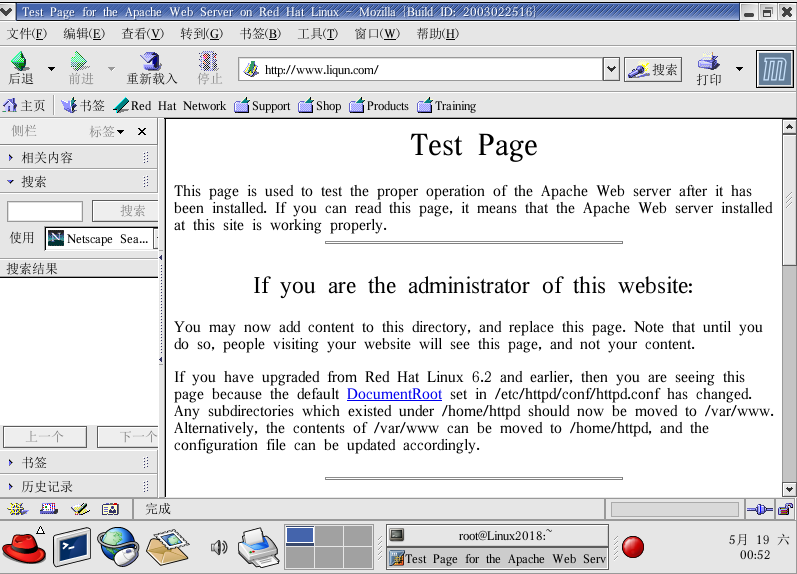 Test Page for the Apache Web Server on Red Hat Linux - Mozilla {Build ID: 2003022516}
文件(F) 编辑(E) 查看(V) 转到(G) 书签(B) 工具(T) 窗口(W) 帮助(H)
后退 前进 重新载入 停止 http://www.liqun.com/ 搜索 打印
主页 书签 Red Hat Network Support Shop Products Training
侧栏 标签
相关内容
搜索
搜索
使用 Netscape Sea...
搜索结果
上一个 下一个
书签
历史记录
Test Page
This page is used to test the proper operation of the Apache Web server after it has
been installed. If you can read this page, it means that the Apache Web server installed
at this site is working properly.
If you are the administrator of this website:
You may now add content to this directory, and replace this page. Note that until you
do so, people visiting your website will see this page, and not your content.
If you have upgraded from Red Hat Linux 6.2 and earlier, then you are seeing this
page because the default DocumentRoot set in /etc/httpd/conf/httpd.conf has changed.
Any subdirectories which existed under /home/httpd should now be moved to /var/www.
Alternatively, the contents of /var/www can be moved to /home/httpd, and the
configuration file can be updated accordingly.
完成
root@Linux2018:~
Test Page for the Apache Web Serv
5月 19 六
00:52